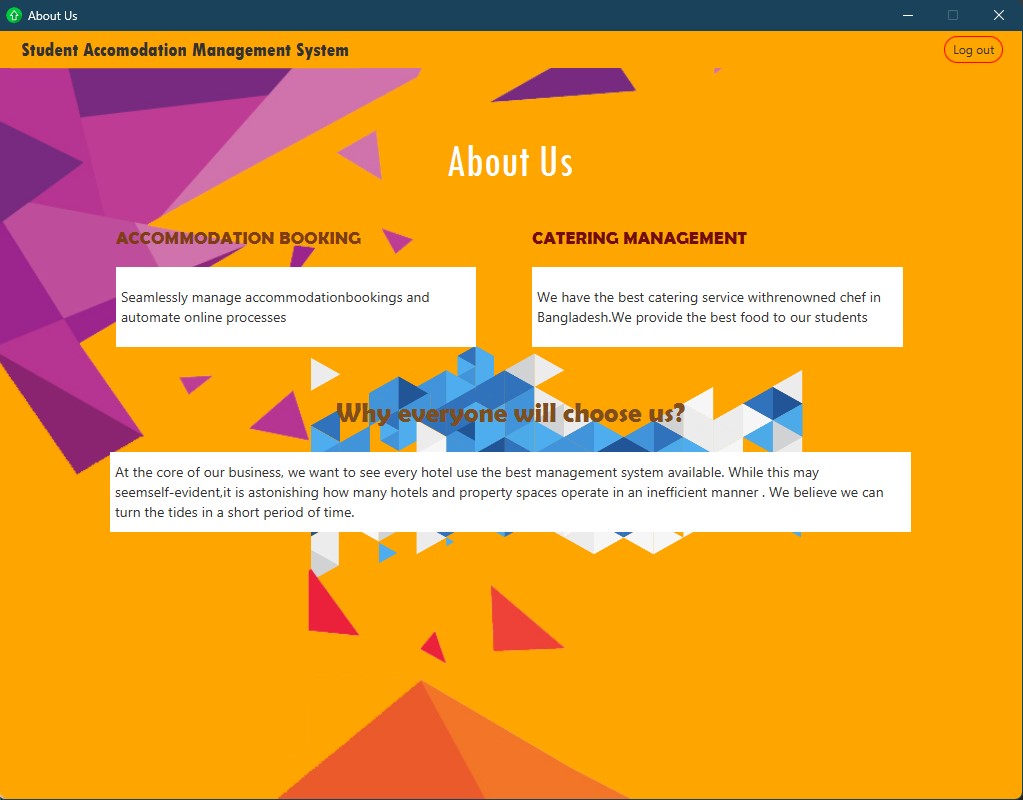 About Us
Student Accomodation Management System
Log out
About Us
ACCOMMODATION BOOKING
CATERING MANAGEMENT
Seamlessly manage accommodationbookings and
automate online processes
We have the best catering service withrenowned chef in
Bangladesh.We provide the best food to our students
Why everyone will choose us?
At the core of our business, we want to see every hotel use the best management system available. While this may
seemself-evident,it is astonishing how many hotels and property spaces operate in an inefficient manner . We believe we can
turn the tides in a short period of time.